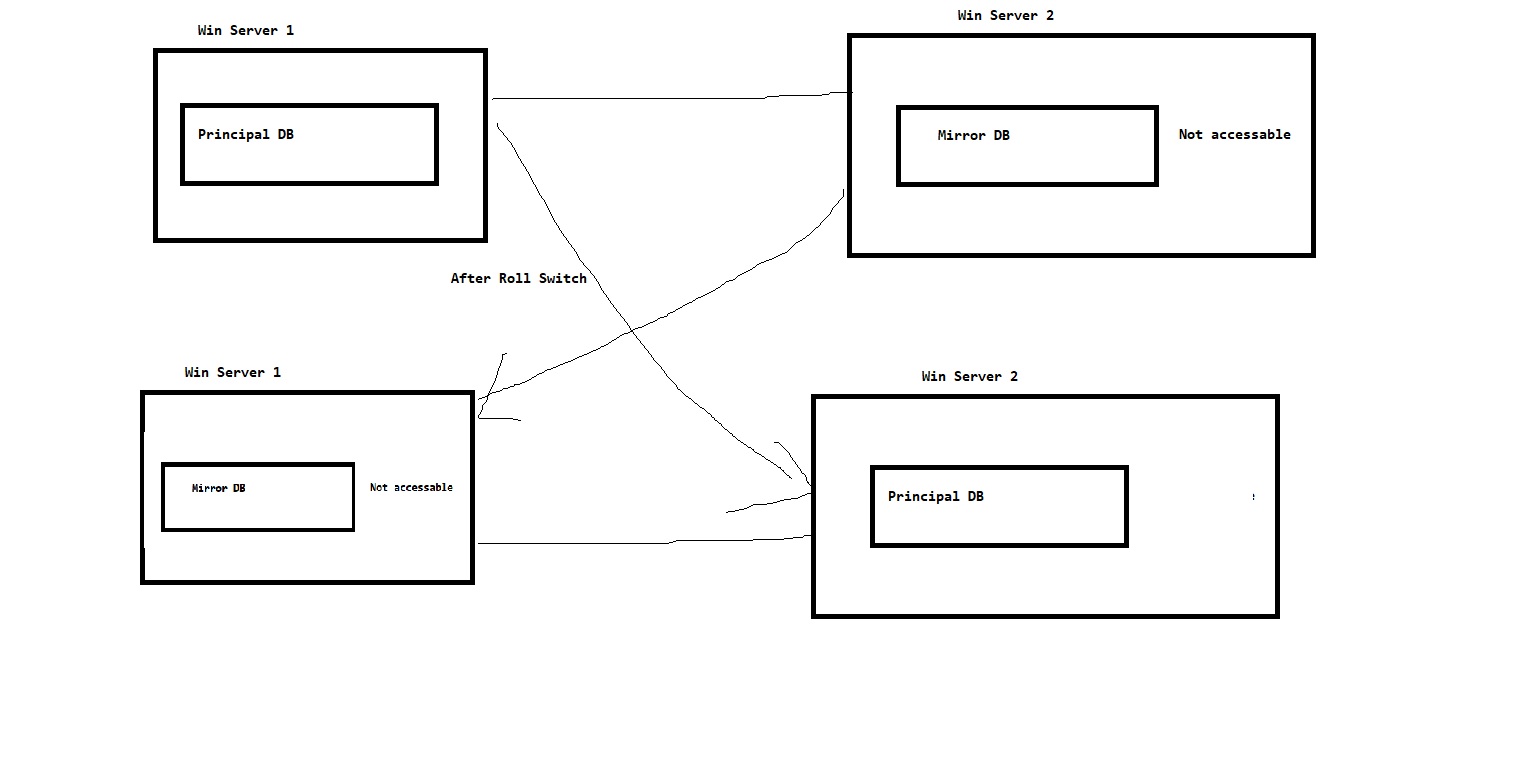 Win Server 1
Win Server 2
Principal DB
Mirror DB
Not accessable
After Roll Switch
Win Server 1
Win Server 2
Mirror DB
Not accessable
Principal DB